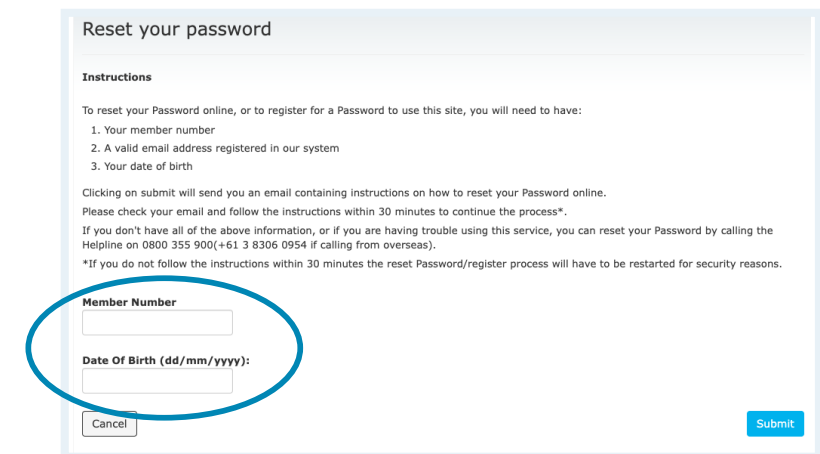 Reset your password
Instructions
To reset your Password online, or to register for a Password to use this site, you will need to have:
1. Your member number
2. A valid email address registered in our system
3. Your date of birth
Clicking on submit will send you an email containing instructions on how to reset your Password online.
Please check your email and follow the instructions within 30 minutes to continue the process*.
If you don't have all of the above information, or if you are having trouble using this service, you can reset your Password by calling the
Helpline on 0800 355 900(+61 3 8306 0954 if calling from overseas).
*If you do not follow the instructions within 30 minutes the reset Password/register process will have to be restarted for security reasons.
Member Number
Date Of Birth (dd/mm/yyyy):
Cancel
Submit